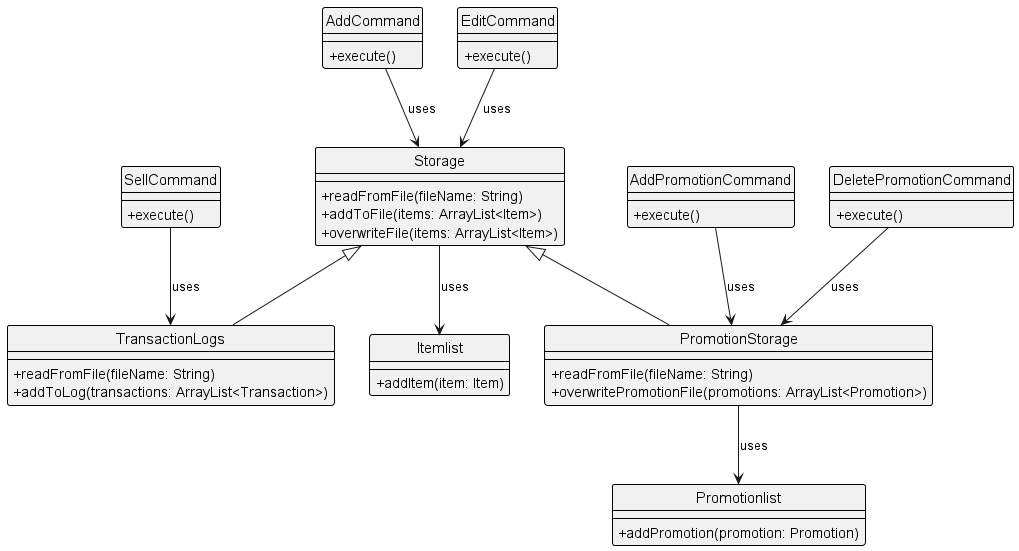 AddCommand
+execute()
EditCommand
+execute()
uses
uses
Storage
+readFromFile(fileName: String)
+addToFile(items: ArrayList<Item>)
+overwriteFile(items: ArrayList<Item>)
SellCommand
+execute()
AddPromotionCommand
+execute()
DeletePromotionCommand
+execute()
uses
uses
uses
uses
TransactionLogs
+readFromFile(fileName: String)
+addToLog(transactions: ArrayList<Transaction>)
Itemlist
+addItem(item: Item)
PromotionStorage
+readFromFile(fileName: String)
+overwritePromotionFile(promotions: ArrayList<Promotion>)
uses
Promotionlist
+addPromotion(promotion: Promotion)